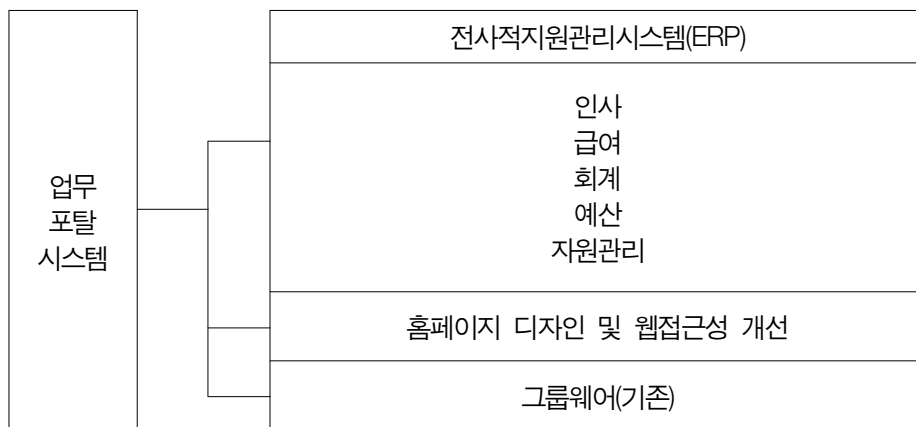 전사적지원관리시스템(ERP)
인사
급여
회계
예산
자원관리
업무
포탈
시스템
홈페이지 디자인 및 웹접근성 개선
그룹웨어(기존)